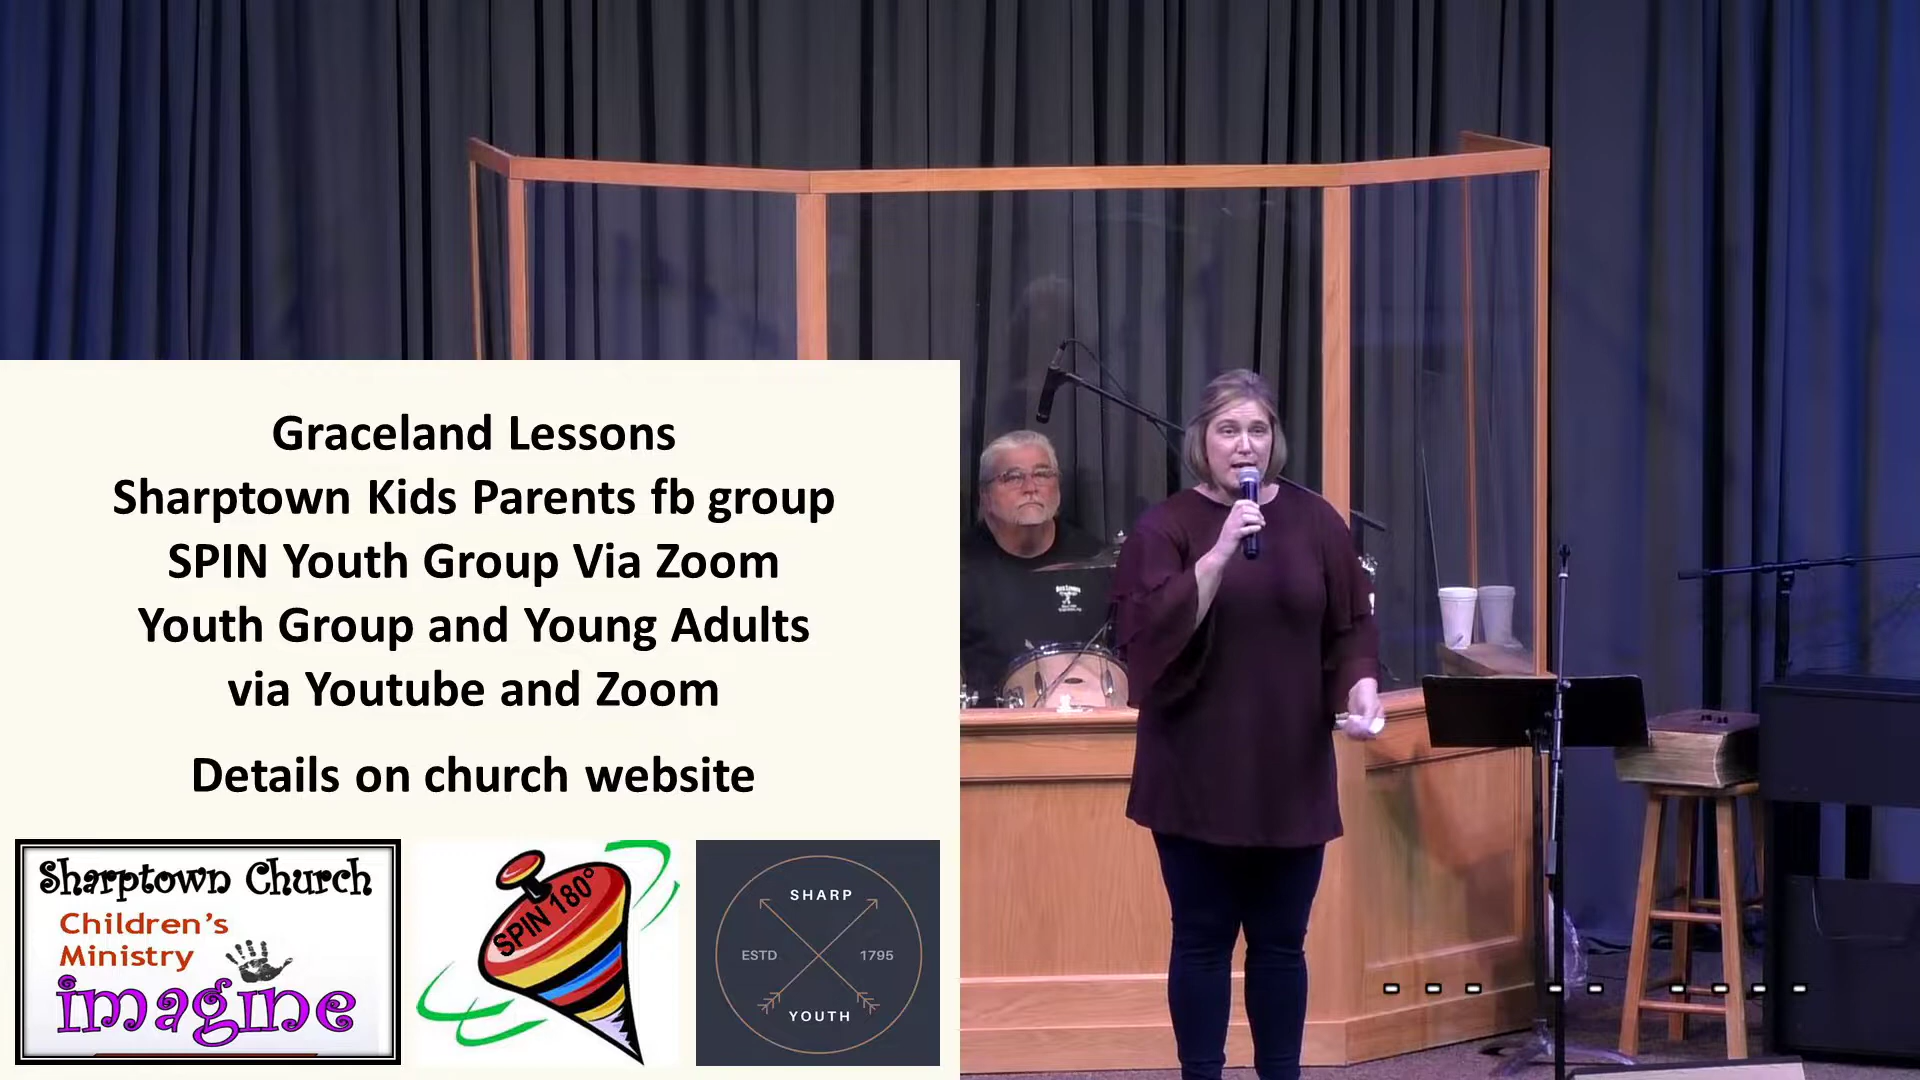 Graceland Lessons
Sharptown Kids Parents fb group
SPIN Youth Group Via Zoom
Youth Group and Young Adults
via Youtube and Zoom
Details on church website
Sharptown Church
Children's
Ministry
imagine
SPIN 180°
SHARP
ESTD 1795
YOUTH